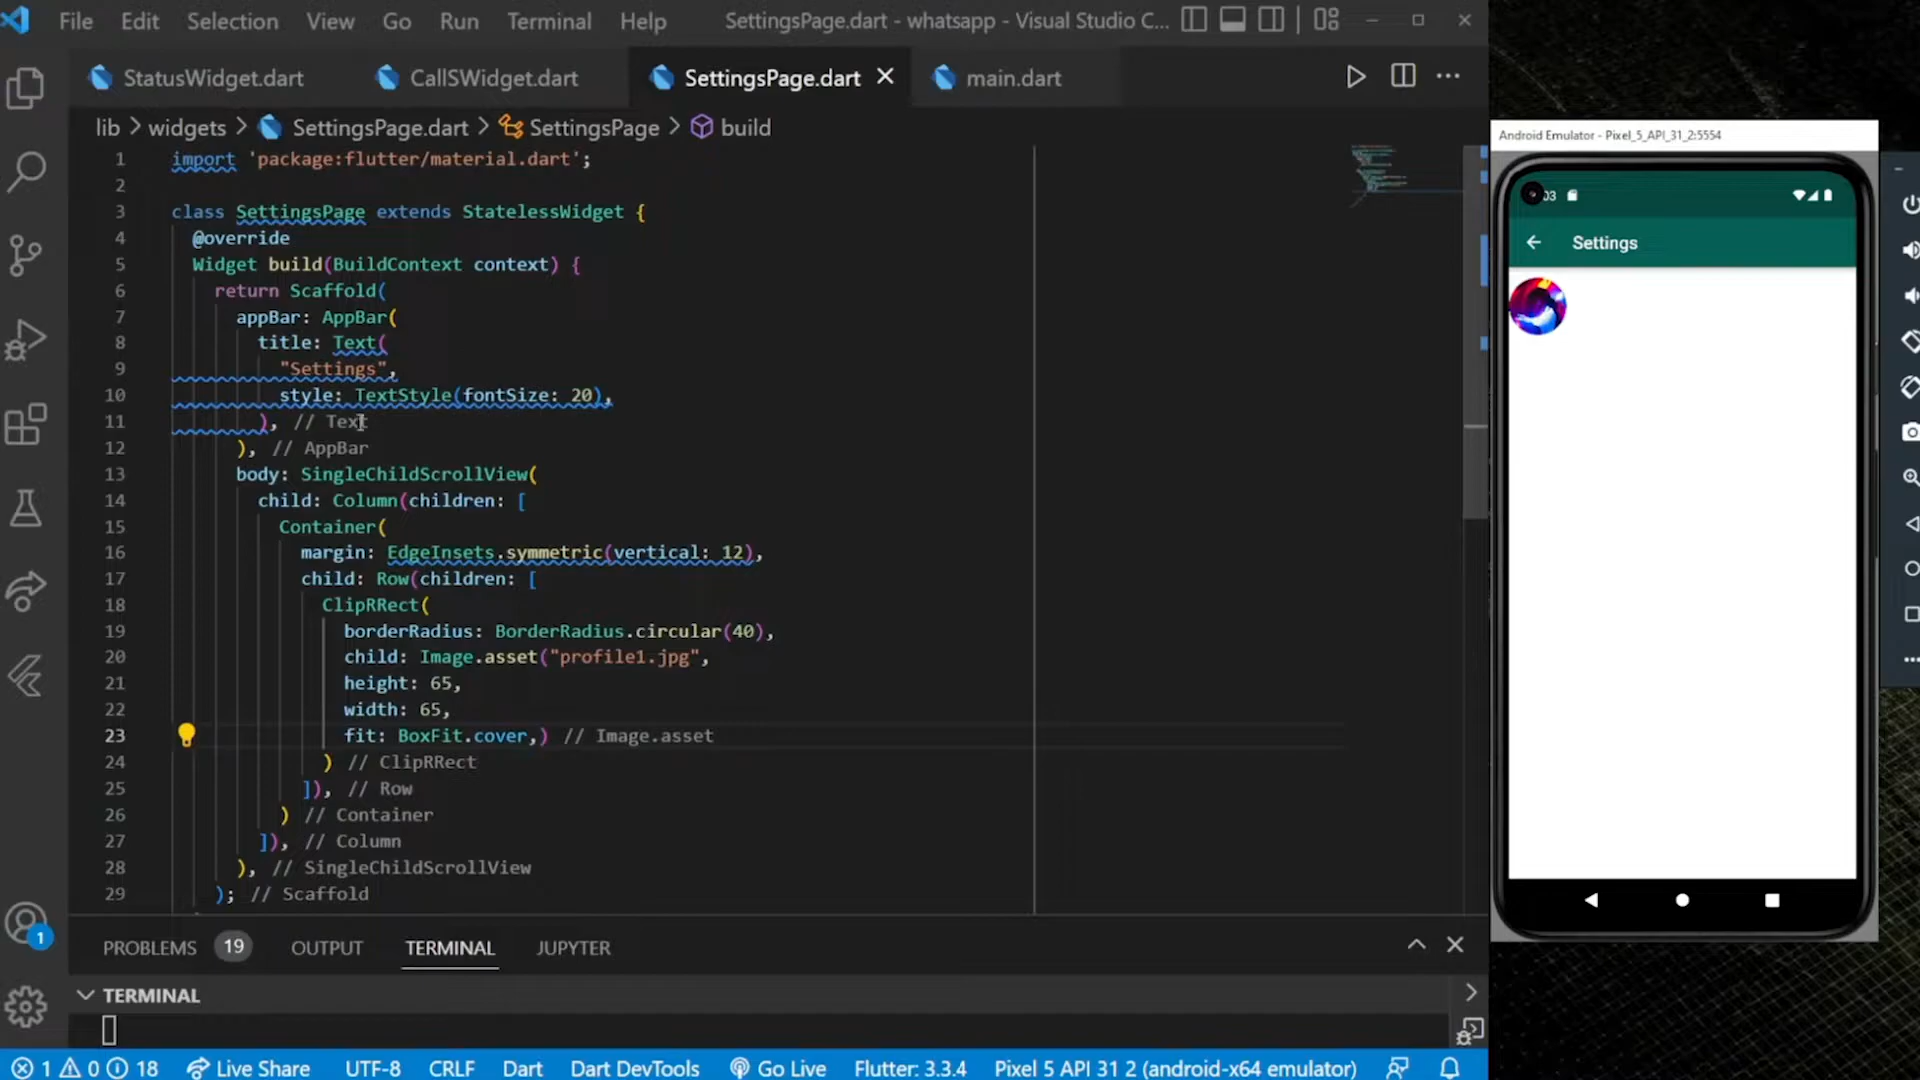 File Edit Selection View Go Run Terminal Help SettingsPage.dart - whatsapp - Visual Studio C...
StatusWidget.dart CallSWidget.dart SettingsPage.dart main.dart
lib > widgets > SettingsPage.dart > SettingsPage > build
1 import 'package:flutter/material.dart';
2
3 class SettingsPage extends StatelessWidget {
4 @override
5 Widget build(BuildContext context) {
6 return Scaffold(
7 appBar: AppBar(
8 title: Text(
9 "Settings",
10 style: TextStyle(fontSize: 20),
11 ), // Text
12 ), // AppBar
13 body: SingleChildScrollView(
14 child: Column(children: [
15 Container(
16 margin: EdgeInsets.symmetric(vertical: 12),
17 child: Row(children: [
18 ClipRRect(
19 borderRadius: BorderRadius.circular(40),
20 child: Image.asset("profile1.jpg",
21 height: 65,
22 width: 65,
23 fit: BoxFit.cover,) // Image.asset
24 ) // ClipRRect
25 ]), // Row
26 ) // Container
27 ]), // Column
28 ), // SingleChildScrollView
29 ); // Scaffold
PROBLEMS 19 OUTPUT TERMINAL JUPYTER
TERMINAL
1
1 0 18 Live Share UTF-8 CRLF Dart Dart DevTools Go Live Flutter: 3.3.4 Pixel 5 API 31 2 (android-x64 emulator)
Android Emulator - Pixel_5_API_31_2:5554
03
Settings